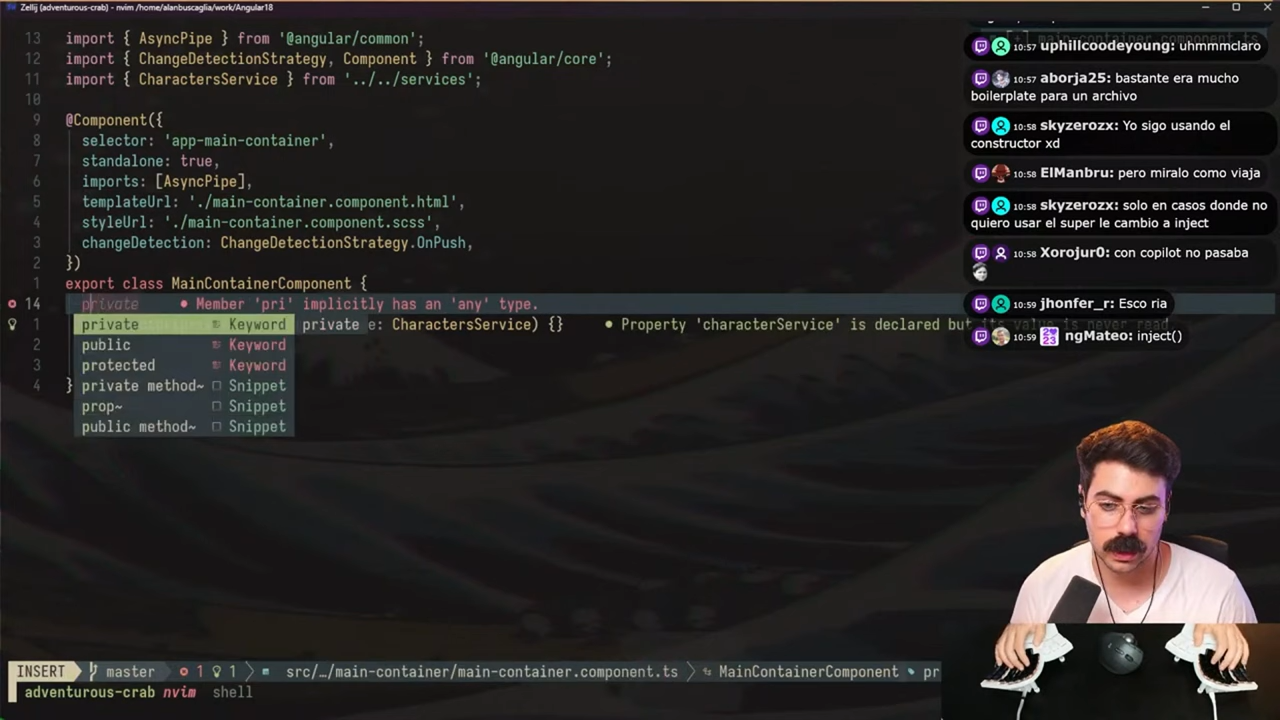 Zellij (adventurous-crab) - nvim /home/alanbuscaglia/work/Angular18
13 import { AsyncPipe } from '@angular/common';
12 import { ChangeDetectionStrategy, Component } from '@angular/core';
11 import { CharactersService } from '../../services';
10
9 @Component({
8 selector: 'app-main-container',
7 standalone: true,
6 imports: [AsyncPipe],
5 templateUrl: './main-container.component.html',
4 styleUrl: './main-container.component.scss',
3 changeDetection: ChangeDetectionStrategy.OnPush,
2 })
1 export class MainContainerComponent {
14 private ● Member 'pri' implicitly has an 'any' type.
1 private Keyword private e: CharactersService) {} ● Property 'characterService' is declared but its value is never read
2 public Keyword
3 protected Keyword
4 } private method~ Snippet
prop~ Snippet
public method~ Snippet
10:57 uphillcoodeyoung: uhmmmclaro
10:57 aborja25: bastante era mucho
boilerplate para un archivo
10:58 skyzerozx: Yo sigo usando el
constructor xd
10:58 ElManbru: pero miralo como viaja
10:58 skyzerozx: solo en casos donde no
quiero usar el super le cambio a inject
10:58 Xorojur0: con copilot no pasaba
10:59 jhonfer_r: Esco ria
10:59 ngMateo: inject()
INSERT master 1 1 src/…/main-container/main-container.component.ts > MainContainerComponent pr
adventurous-crab nvim shell